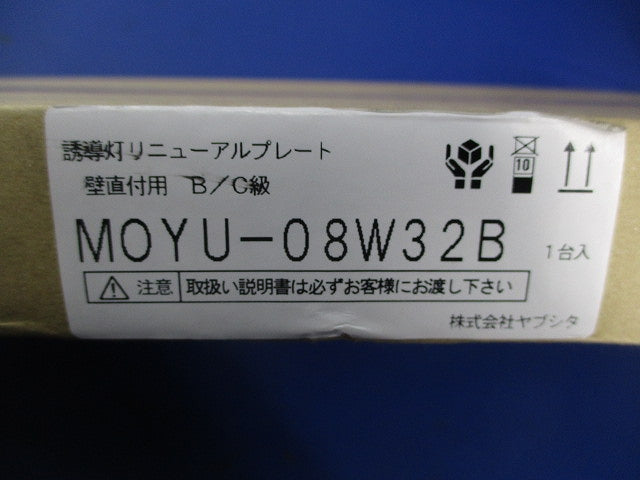 誘導灯リニューアルプレート
壁直付用 B/C級
MOYU-08W32B 1台入
10
注意 取扱い説明書は必ずお客様にお渡し下さい
株式会社ヤブシタ